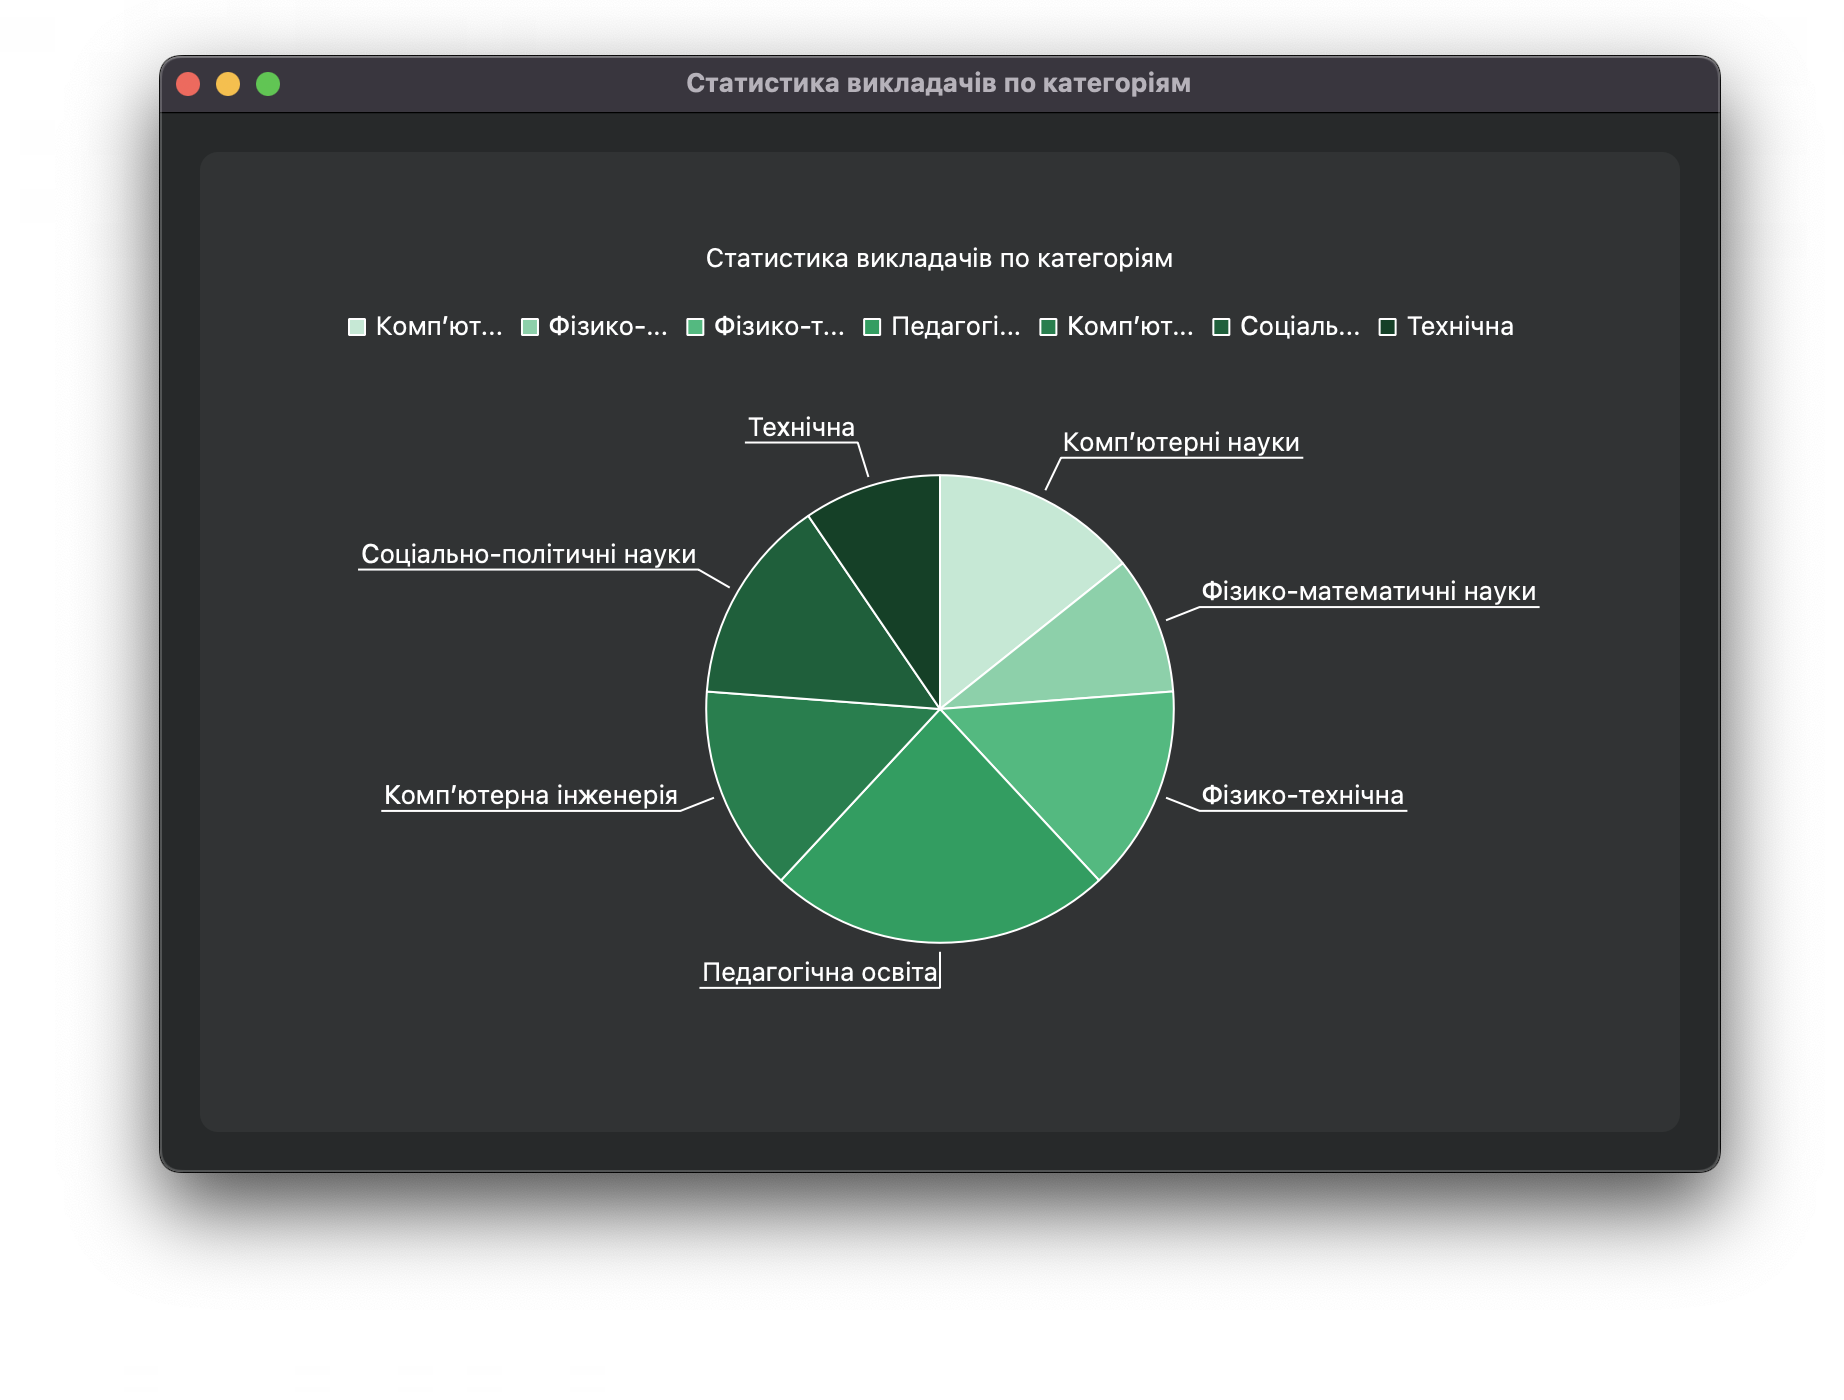 Статистика викладачів по категоріям
Статистика викладачів по категоріям
Комп’ют... Фізико-... Фізико-т... Педагогі... Комп’ют... Соціаль... Технічна
Технічна
Комп’ютерні науки
Соціально-політичні науки
Фізико-математичні науки
Комп’ютерна інженерія
Фізико-технічна
Педагогічна освіта